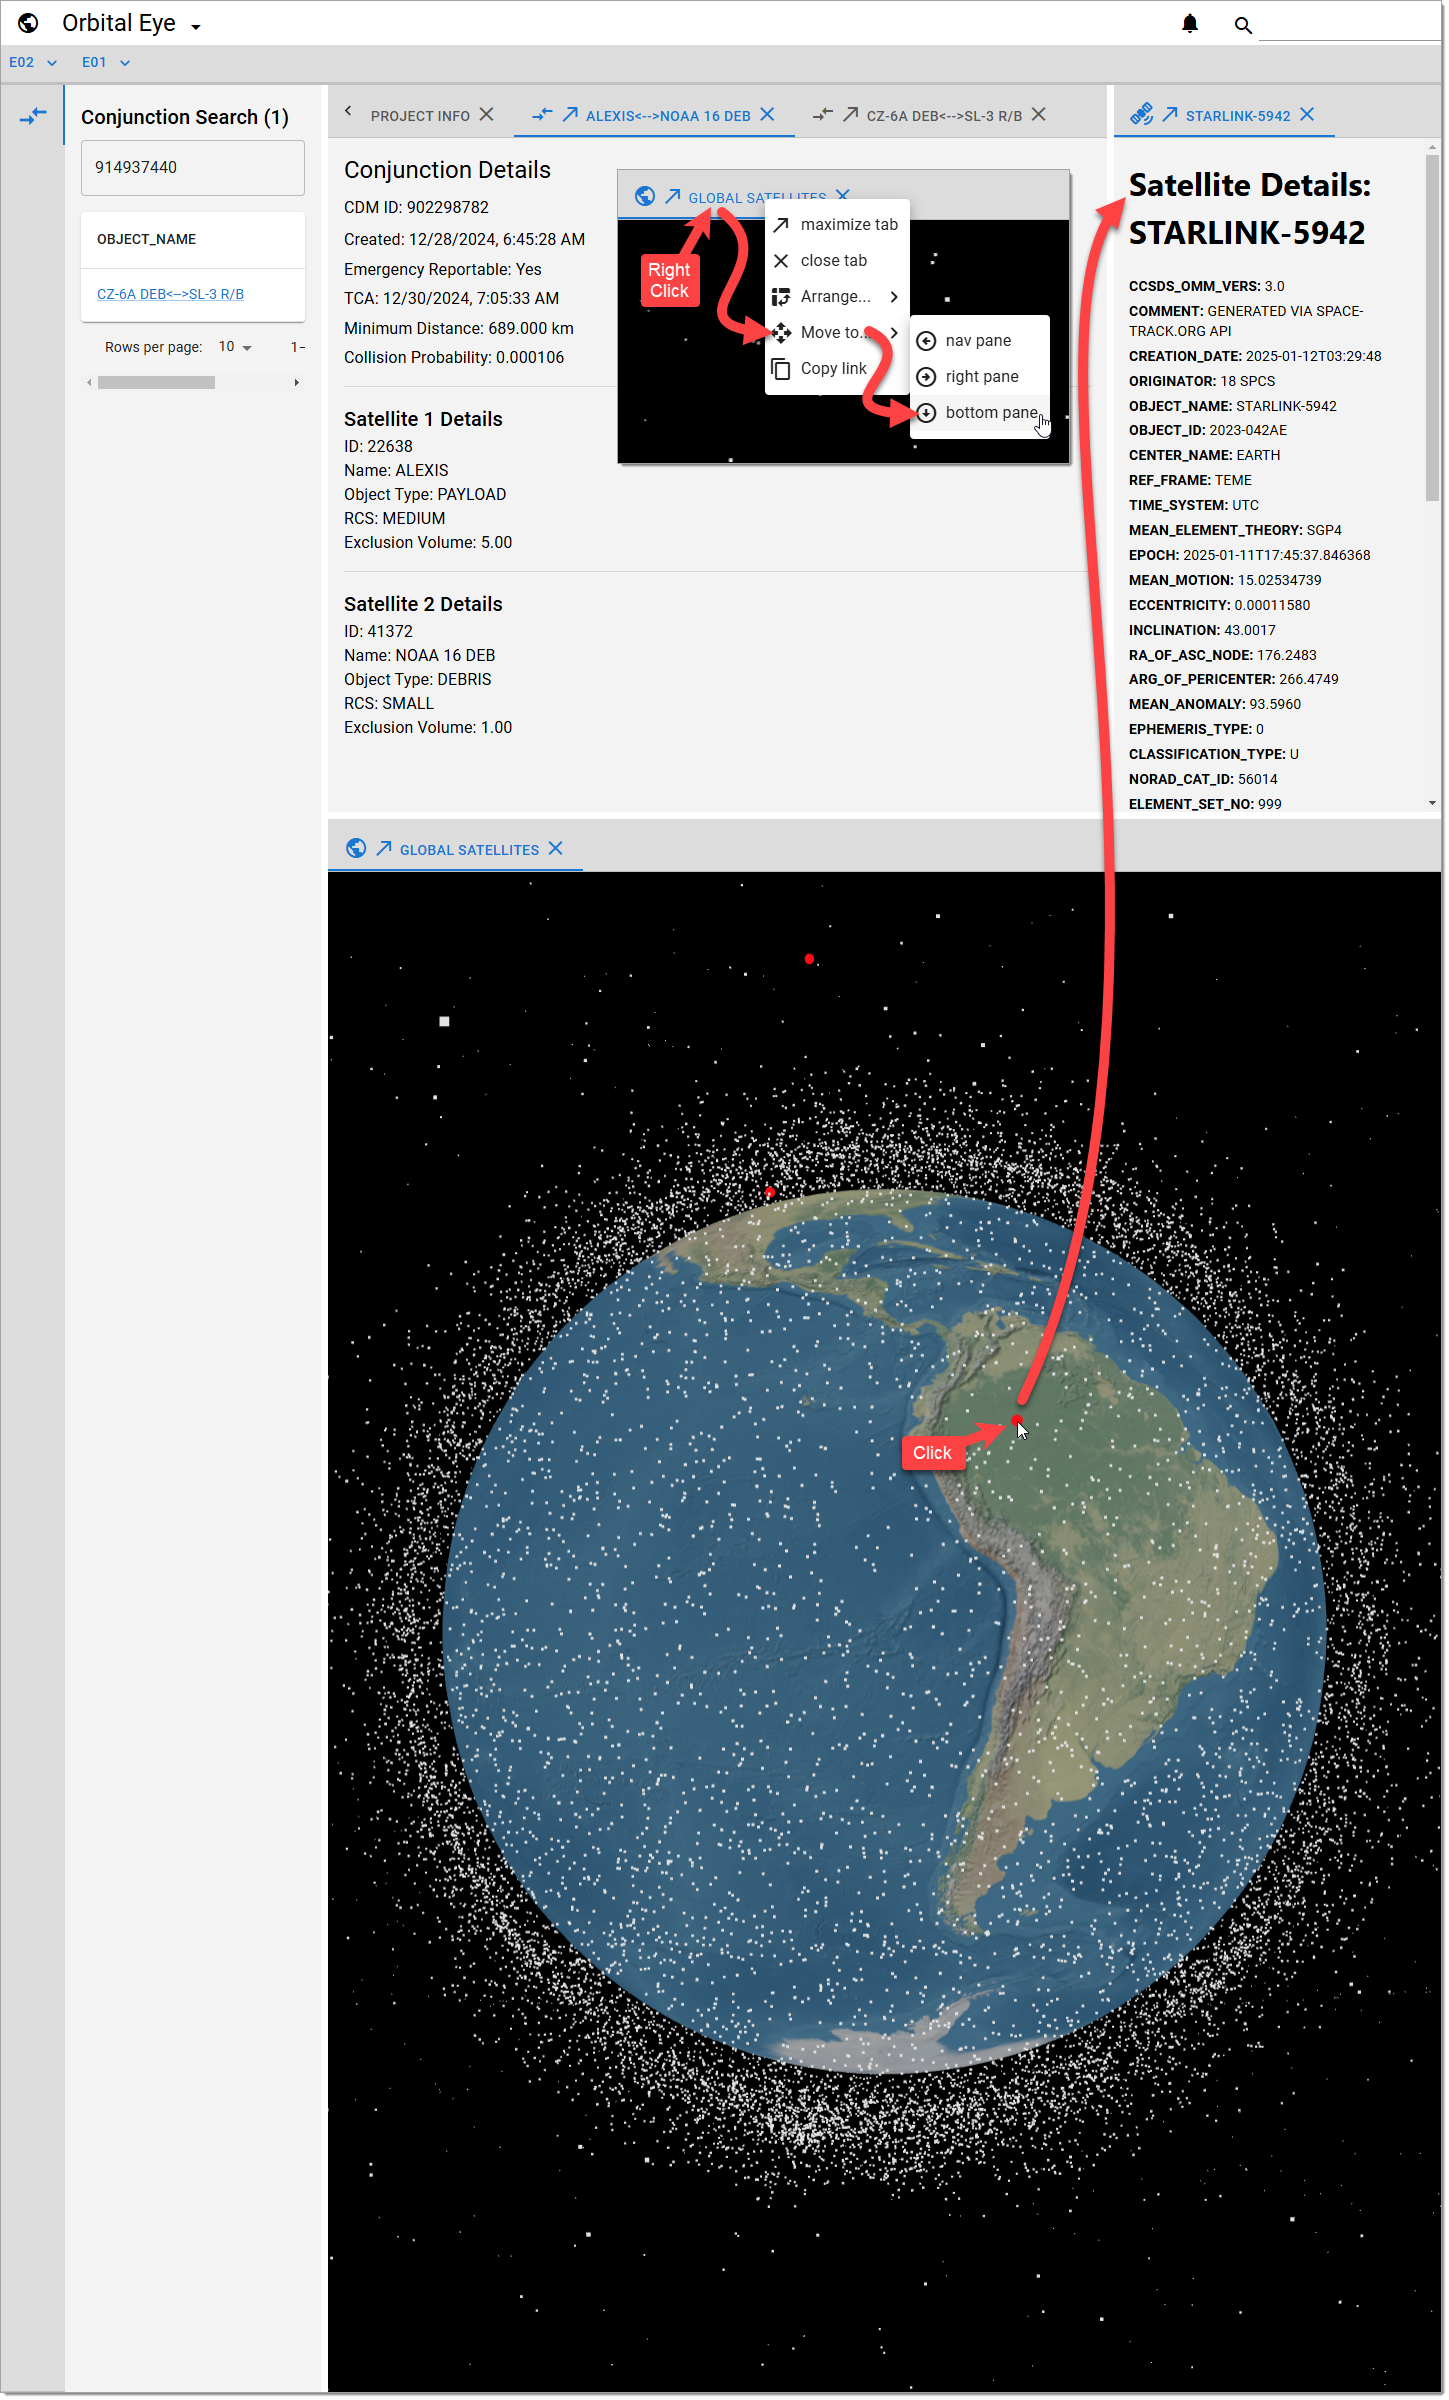 Orbital Eye
E02 E01
Conjunction Search (1)
914937440
OBJECT_NAME
CZ-6A DEB<-->SL-3 R/B
Rows per page: 10 1-
PROJECT INFO
ALEXIS<-->NOAA 16 DEB
CZ-6A DEB<-->SL-3 R/B
Conjunction Details
CDM ID: 902298782
Created: 12/28/2024, 6:45:28 AM
Emergency Reportable: Yes
TCA: 12/30/2024, 7:05:33 AM
Minimum Distance: 689.000 km
Collision Probability: 0.000106
Satellite 1 Details
ID: 22638
Name: ALEXIS
Object Type: PAYLOAD
RCS: MEDIUM
Exclusion Volume: 5.00
Satellite 2 Details
ID: 41372
Name: NOAA 16 DEB
Object Type: DEBRIS
RCS: SMALL
Exclusion Volume: 1.00
GLOBAL SATELLITES
Right
Click
maximize tab
close tab
Arrange...
Move to...
Copy link
nav pane
right pane
bottom pane
STARLINK-5942
Satellite Details:
STARLINK-5942
CCSDS_OMM_VERS: 3.0
COMMENT: GENERATED VIA SPACE-
TRACK.ORG API
CREATION_DATE: 2025-01-12T03:29:48
ORIGINATOR: 18 SPCS
OBJECT_NAME: STARLINK-5942
OBJECT_ID: 2023-042AE
CENTER_NAME: EARTH
REF_FRAME: TEME
TIME_SYSTEM: UTC
MEAN_ELEMENT_THEORY: SGP4
EPOCH: 2025-01-11T17:45:37.846368
MEAN_MOTION: 15.02534739
ECCENTRICITY: 0.00011580
INCLINATION: 43.0017
RA_OF_ASC_NODE: 176.2483
ARG_OF_PERICENTER: 266.4749
MEAN_ANOMALY: 93.5960
EPHEMERIS_TYPE: 0
CLASSIFICATION_TYPE: U
NORAD_CAT_ID: 56014
ELEMENT_SET_NO: 999
GLOBAL SATELLITES
Click